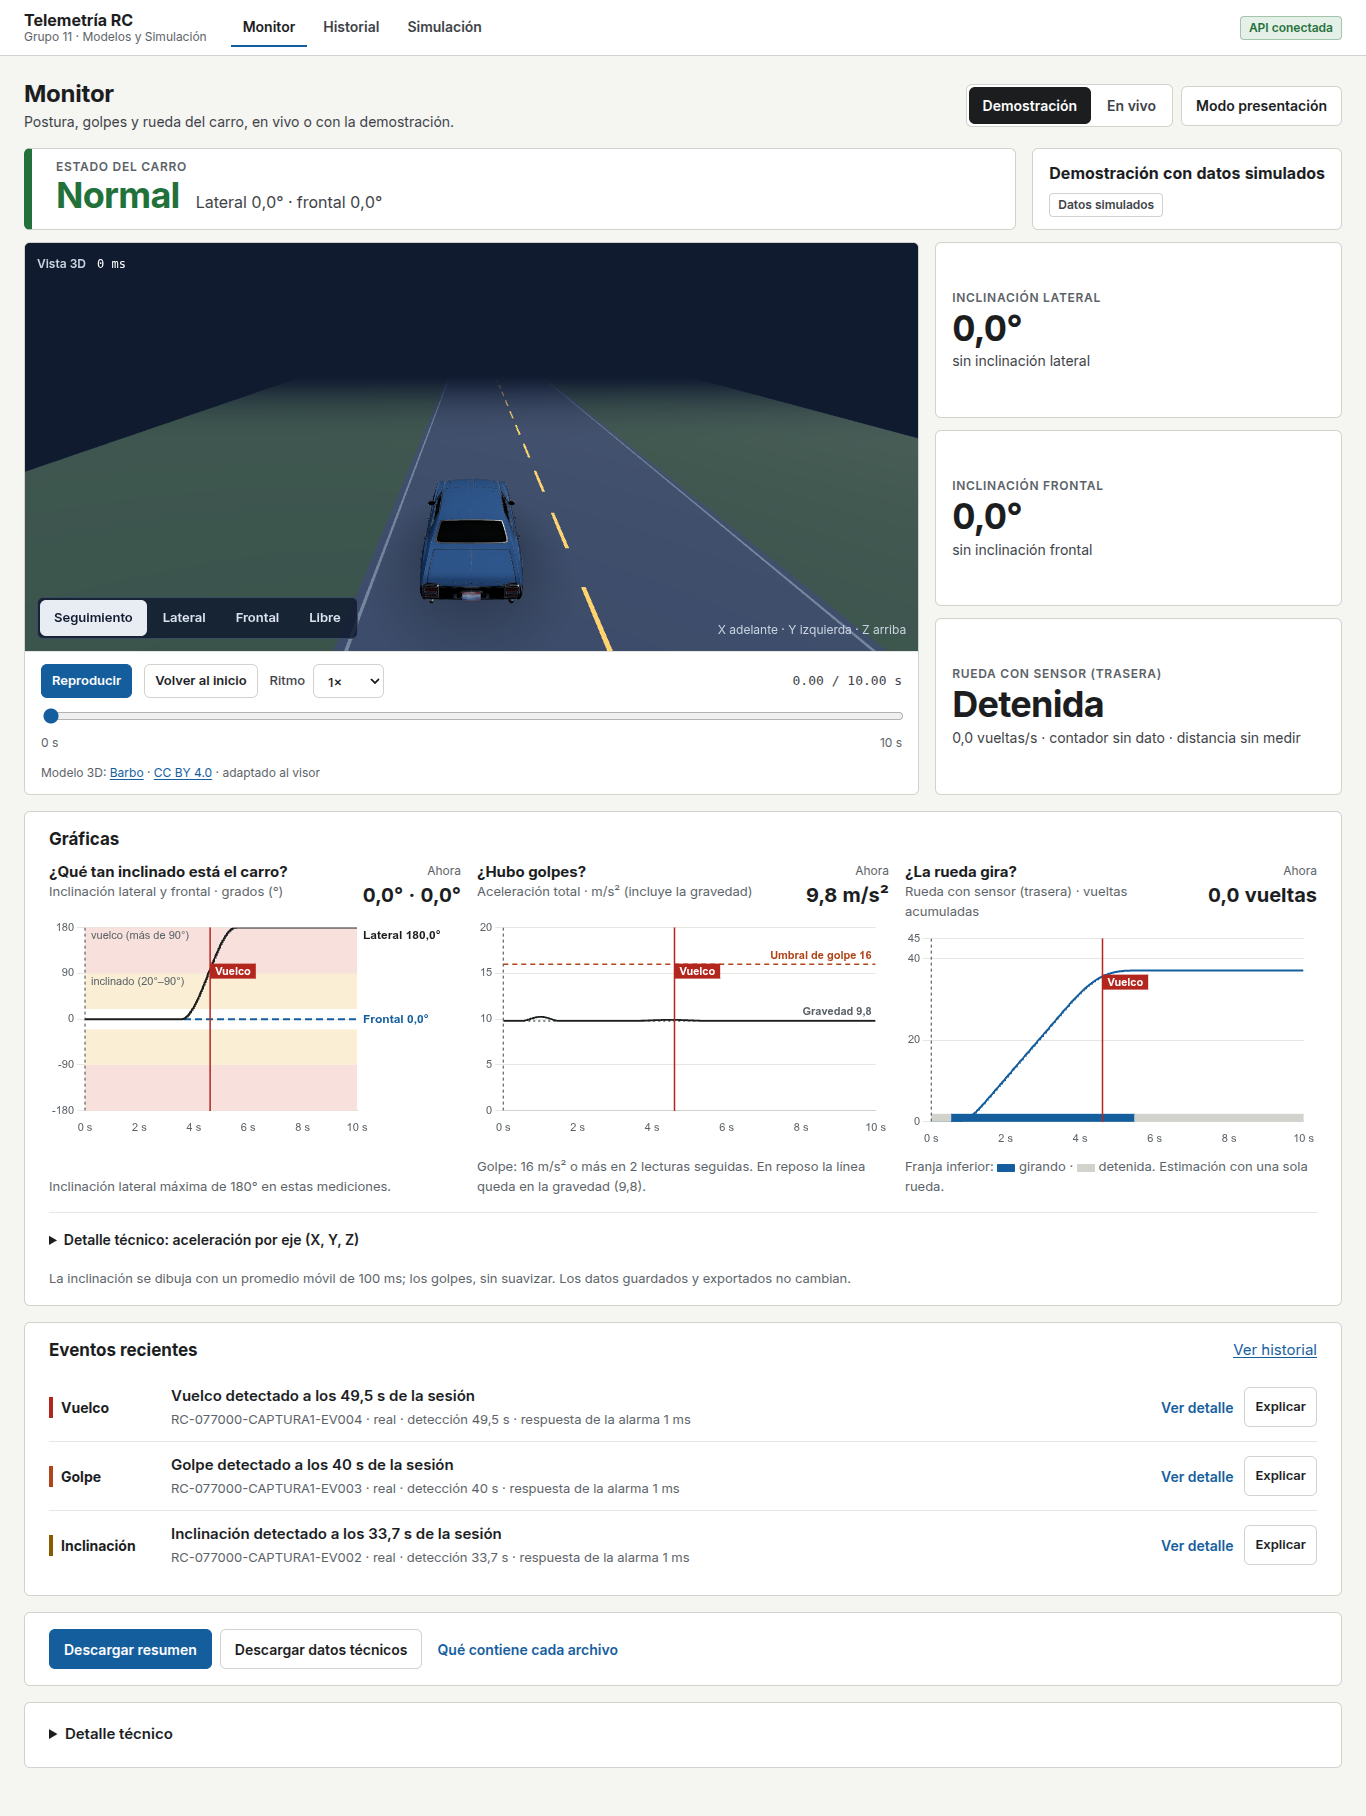 Telemetría RC
Grupo 11 · Modelos y Simulación
Monitor
Historial
Simulación
API conectada
Monitor
Postura, golpes y rueda del carro, en vivo o con la demostración.
Demostración
En vivo
Modo presentación
ESTADO DEL CARRO
Normal Lateral 0,0° · frontal 0,0°
Demostración con datos simulados
Datos simulados
Vista 3D 0 ms
Seguimiento
Lateral
Frontal
Libre
X adelante · Y izquierda · Z arriba
Reproducir
Volver al inicio
Ritmo
1×
0.00 / 10.00 s
0 s
10 s
Modelo 3D: Barbo · CC BY 4.0 · adaptado al visor
INCLINACIÓN LATERAL
0,0°
sin inclinación lateral
INCLINACIÓN FRONTAL
0,0°
sin inclinación frontal
RUEDA CON SENSOR (TRASERA)
Detenida
0,0 vueltas/s · contador sin dato · distancia sin medir
Gráficas
¿Qué tan inclinado está el carro?
Inclinación lateral y frontal · grados (°)
Ahora
0,0° · 0,0°
180
90
0
-90
-180
vuelco (más de 90°)
inclinado (20°–90°)
Vuelco
Lateral 180,0°
Frontal 0,0°
0 s
2 s
4 s
6 s
8 s
10 s
Inclinación lateral máxima de 180° en estas mediciones.
¿Hubo golpes?
Aceleración total · m/s² (incluye la gravedad)
Ahora
9,8 m/s²
20
15
10
5
0
Umbral de golpe 16
Vuelco
Gravedad 9,8
0 s
2 s
4 s
6 s
8 s
10 s
Golpe: 16 m/s² o más en 2 lecturas seguidas. En reposo la línea
queda en la gravedad (9,8).
¿La rueda gira?
Rueda con sensor (trasera) · vueltas
acumuladas
Ahora
0,0 vueltas
45
40
20
0
Vuelco
0 s
2 s
4 s
6 s
8 s
10 s
Franja inferior: girando · detenida. Estimación con una sola
rueda.
Detalle técnico: aceleración por eje (X, Y, Z)
La inclinación se dibuja con un promedio móvil de 100 ms; los golpes, sin suavizar. Los datos guardados y exportados no cambian.
Eventos recientes
Ver historial
Vuelco
Vuelco detectado a los 49,5 s de la sesión
RC-077000-CAPTURA1-EV004 · real · detección 49,5 s · respuesta de la alarma 1 ms
Ver detalle
Explicar
Golpe
Golpe detectado a los 40 s de la sesión
RC-077000-CAPTURA1-EV003 · real · detección 40 s · respuesta de la alarma 1 ms
Ver detalle
Explicar
Inclinación
Inclinación detectado a los 33,7 s de la sesión
RC-077000-CAPTURA1-EV002 · real · detección 33,7 s · respuesta de la alarma 1 ms
Ver detalle
Explicar
Descargar resumen
Descargar datos técnicos
Qué contiene cada archivo
Detalle técnico